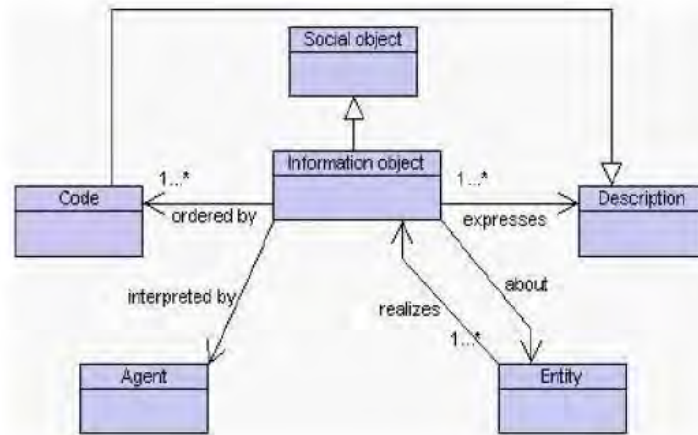 Social object
Information object
1...*
1...*
Code
Description
ordered by
expresses
interpreted by
about
realizes
1...*
Agent
Entity